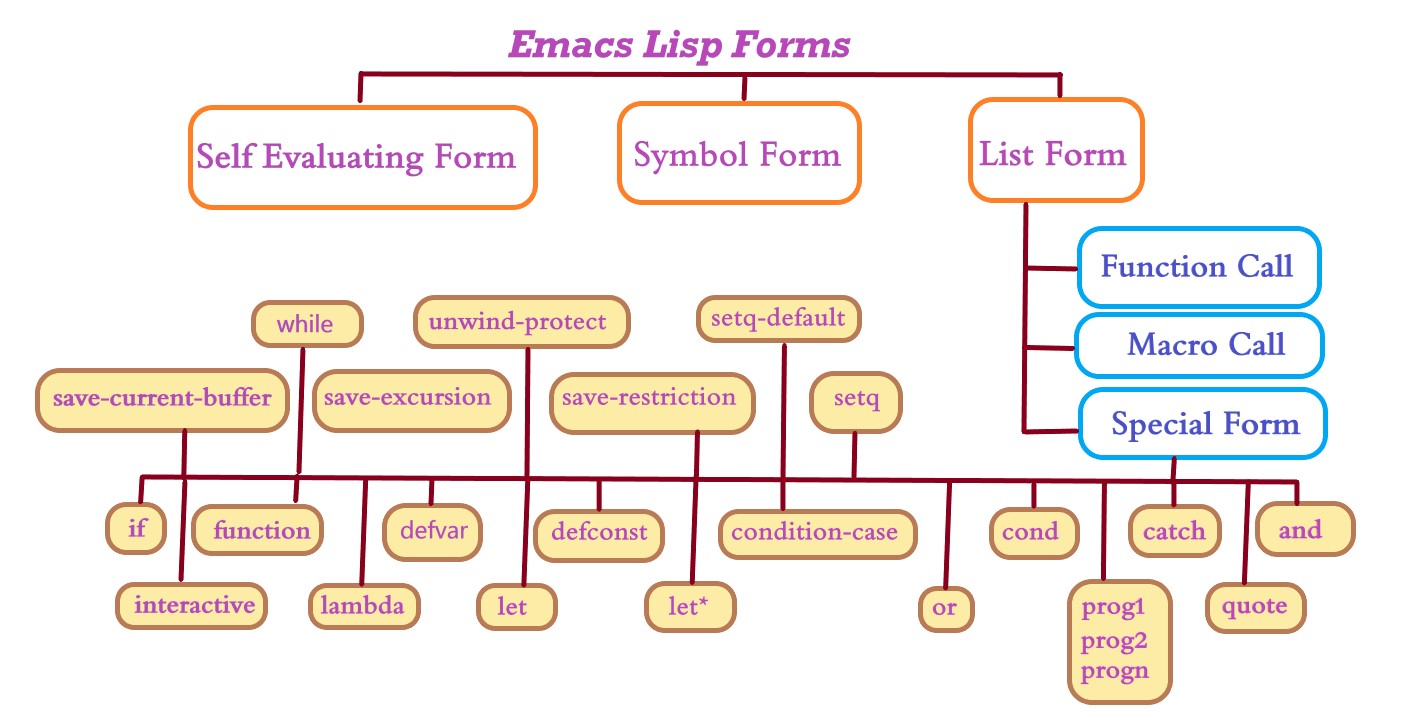 Emacs Lisp Forms
Self Evaluating Form
Symbol Form
List Form
Function Call
Macro Call
Special Form
while
unwind-protect
setq-default
save-current-buffer
save-excursion
save-restriction
setq
if
function
defvar
defconst
condition-case
cond
catch
and
interactive
lambda
let
let*
or
prog1
prog2
progn
quote